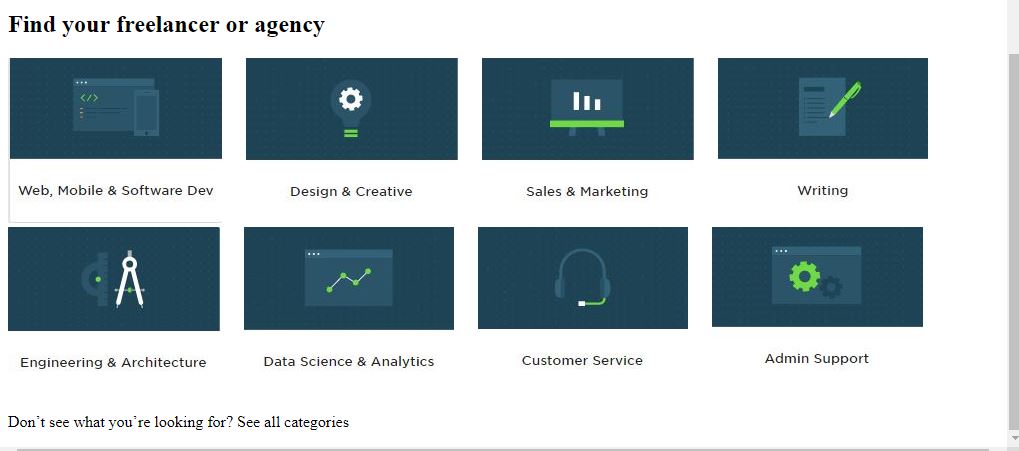 Find your freelancer or agency
</>
Web, Mobile & Software Dev
Design & Creative
Sales & Marketing
Writing
Engineering & Architecture
Data Science & Analytics
Customer Service
Admin Support
Don’t see what you’re looking for? See all categories